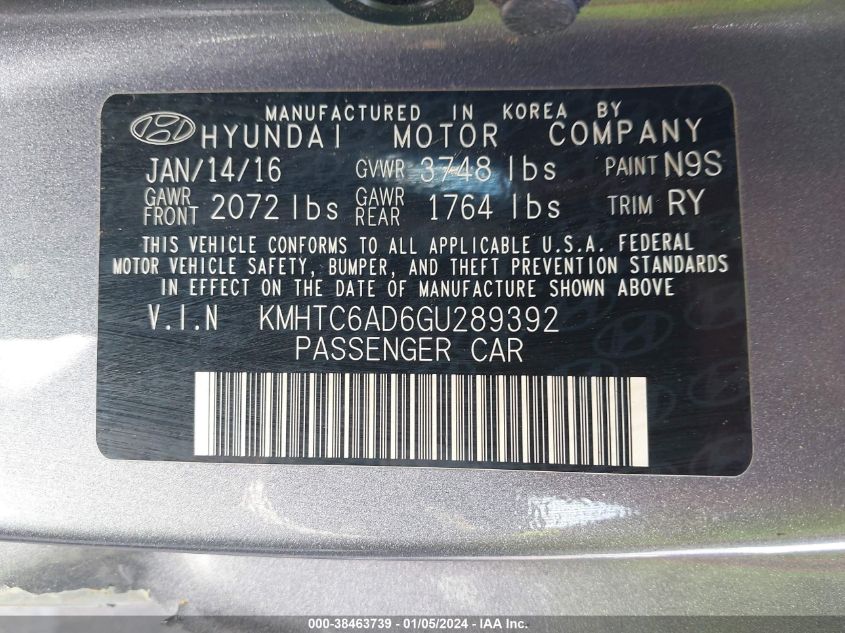 MANUFACTURED IN KOREA BY
HYUNDAI MOTOR COMPANY
JAN/14/16 GVWR 3748 lbs PAINT N9S
GAWR FRONT 2072 lbs GAWR REAR 1764 lbs TRIM RY
THIS VEHICLE CONFORMS TO ALL APPLICABLE U.S.A. FEDERAL
MOTOR VEHICLE SAFETY, BUMPER, AND THEFT PREVENTION STANDARDS
IN EFFECT ON THE DATE OF MANUFACTURE SHOWN ABOVE
V.I.N KMHTC6AD6GU289392
PASSENGER CAR
000-38463739 - 01/05/2024 - IAA Inc.